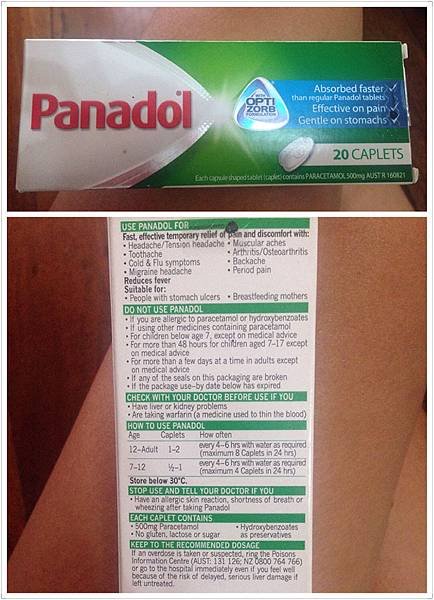 Panadol
WITH
OPTI
ZORB
FORMULATION
Absorbed faster
than regular Panadol tablets
Effective on pain
Gentle on stomachs
20 CAPLETS
Each capsule shaped tablet (caplet) contains PARACETAMOL 500mg AUST R 160821
USE PANADOL FOR
Fast, effective temporary relief of pain and discomfort with:
• Headache/Tension headache • Muscular aches
• Toothache • Arthritis/Osteoarthritis
• Cold & Flu symptoms • Backache
• Migraine headache • Period pain
Reduces fever
Suitable for:
• People with stomach ulcers • Breastfeeding mothers
DO NOT USE PANADOL
• If you are allergic to paracetamol or hydroxybenzoates
• If using other medicines containing paracetamol
• For children below age 7, except on medical advice
• For more than 48 hours for children aged 7–17 except
on medical advice
• For more than a few days at a time in adults except
on medical advice
• If any of the seals on this packaging are broken
• If the package use–by date below has expired
CHECK WITH YOUR DOCTOR BEFORE USE IF YOU
• Have liver or kidney problems
• Are taking warfarin (a medicine used to thin the blood)
HOW TO USE PANADOL
Age Caplets How often
12–Adult 1–2 every 4–6 hrs with water as required
(maximum 8 Caplets in 24 hrs)
7–12 ½–1 every 4–6 hrs with water as required
(maximum 4 Caplets in 24 hrs)
Store below 30°C.
STOP USE AND TELL YOUR DOCTOR IF YOU
• Have an allergic skin reaction, shortness of breath or
wheezing after taking Panadol
EACH CAPLET CONTAINS
• 500mg Paracetamol • Hydroxybenzoates
• No gluten, lactose or sugar as preservatives
KEEP TO THE RECOMMENDED DOSAGE
If an overdose is taken or suspected, ring the Poisons
Information Centre (AUST: 131 126; NZ 0800 764 766)
or go to the hospital immediately even if you feel well
because of the risk of delayed, serious liver damage if
left untreated.